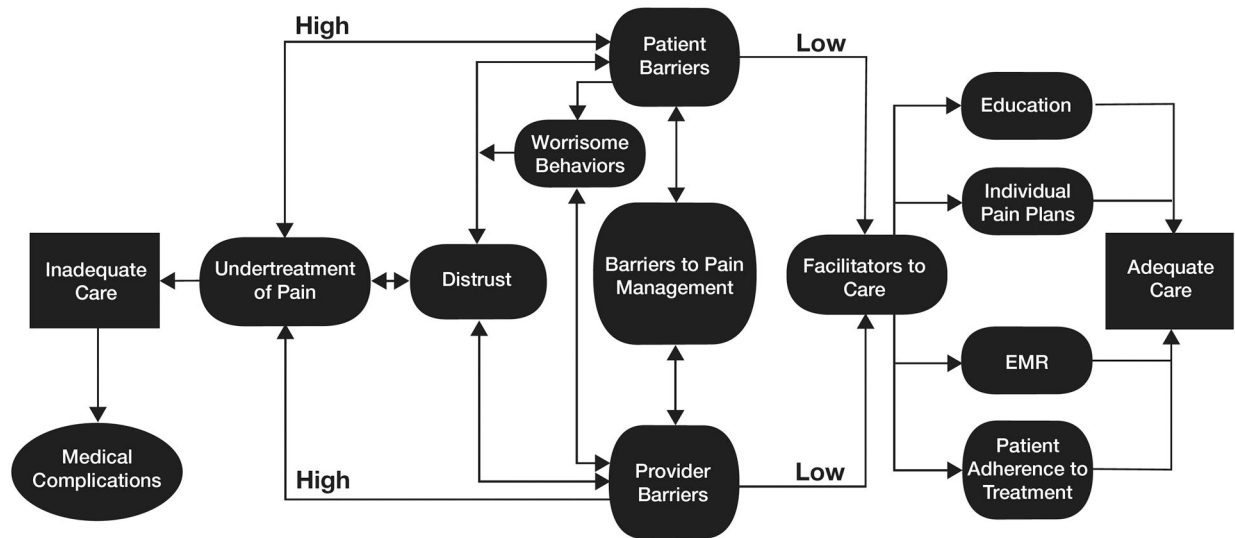 High
Patient
Barriers
Low
Education
Worrisome
Behaviors
Individual
Pain Plans
Inadequate
Care
Undertreatment
of Pain
Distrust
Barriers to Pain
Management
Facilitators to
Care
Adequate
Care
EMR
Medical
Complications
High
Provider
Barriers
Low
Patient
Adherence to
Treatment